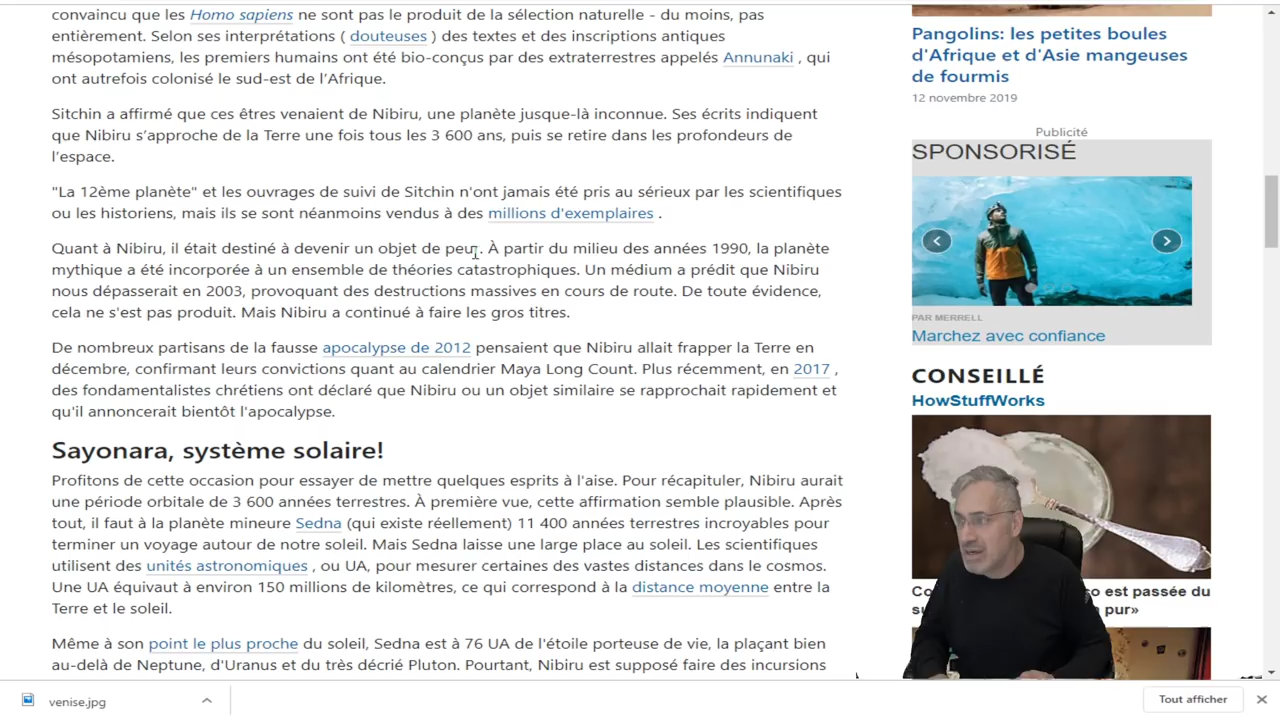 convaincu que les Homo sapiens ne sont pas le produit de la sélection naturelle - du moins, pas
entièrement. Selon ses interprétations ( douteuses ) des textes et des inscriptions antiques
mésopotamiens, les premiers humains ont été bio-conçus par des extraterrestres appelés Annunaki , qui
ont autrefois colonisé le sud-est de l'Afrique.
Sitchin a affirmé que ces êtres venaient de Nibiru, une planète jusque-là inconnue. Ses écrits indiquent
que Nibiru s'approche de la Terre une fois tous les 3 600 ans, puis se retire dans les profondeurs de
l'espace.
"La 12ème planète" et les ouvrages de suivi de Sitchin n'ont jamais été pris au sérieux par les scientifiques
ou les historiens, mais ils se sont néanmoins vendus à des millions d'exemplaires .
Quant à Nibiru, il était destiné à devenir un objet de peur. À partir du milieu des années 1990, la planète
mythique a été incorporée à un ensemble de théories catastrophiques. Un médium a prédit que Nibiru
nous dépasserait en 2003, provoquant des destructions massives en cours de route. De toute évidence,
cela ne s'est pas produit. Mais Nibiru a continué à faire les gros titres.
De nombreux partisans de la fausse apocalypse de 2012 pensaient que Nibiru allait frapper la Terre en
décembre, confirmant leurs convictions quant au calendrier Maya Long Count. Plus récemment, en 2017 ,
des fondamentalistes chrétiens ont déclaré que Nibiru ou un objet similaire se rapprochait rapidement et
qu'il annoncerait bientôt l'apocalypse.
Sayonara, système solaire!
Profitons de cette occasion pour essayer de mettre quelques esprits à l'aise. Pour récapituler, Nibiru aurait
une période orbitale de 3 600 années terrestres. À première vue, cette affirmation semble plausible. Après
tout, il faut à la planète mineure Sedna (qui existe réellement) 11 400 années terrestres incroyables pour
terminer un voyage autour de notre soleil. Mais Sedna laisse une large place au soleil. Les scientifiques
utilisent des unités astronomiques , ou UA, pour mesurer certaines des vastes distances dans le cosmos.
Une UA équivaut à environ 150 millions de kilomètres, ce qui correspond à la distance moyenne entre la
Terre et le soleil.
Même à son point le plus proche du soleil, Sedna est à 76 UA de l'étoile porteuse de vie, la plaçant bien
au-delà de Neptune, d'Uranus et du très décrié Pluton. Pourtant, Nibiru est supposé faire des incursions
Pangolins: les petites boules
d'Afrique et d'Asie mangeuses
de fourmis
12 novembre 2019
Publicité
SPONSORISÉ
PAR MERRELL
Marchez avec confiance
CONSEILLÉ
HowStuffWorks
est passée du
pur»
venise.jpg
Tout afficher